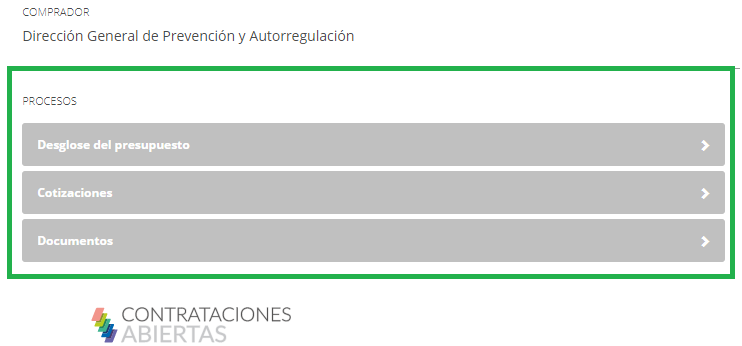 COMPRADOR
Dirección General de Prevención y Autorregulación
PROCESOS
Desglose del presupuesto
Cotizaciones
Documentos
CONTRATACIONES
ABIERTAS